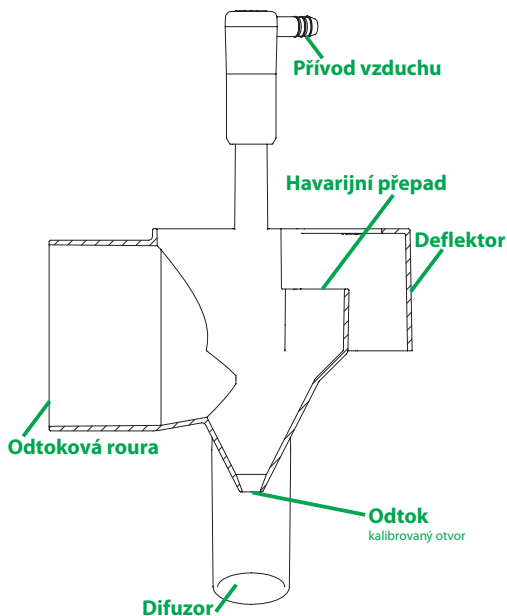 Přívod vzduchu
Havarijní přepad
Deflektor
Odtoková roura
Odtok
kalibrovaný otvor
Difuzor